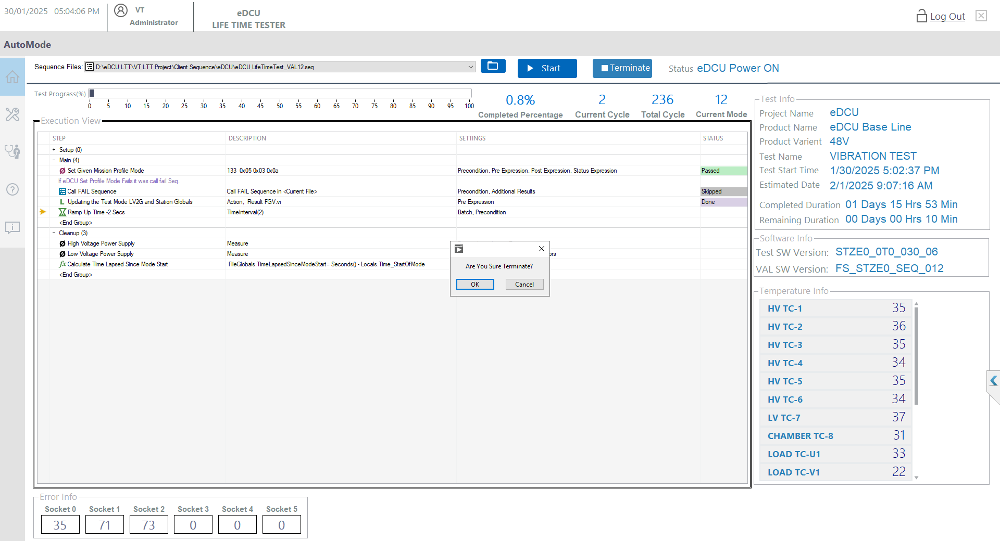 30/01/2025 05:04:06 PM
VT
Administrator
eDCU
LIFE TIME TESTER
Log Out
AutoMode
Sequence Files: D:\eDCU LTT\VT LTT Project\Client Sequence\eDCU\eDCU LifeTimeTest_VAL12.seq
Start
Terminate
Status eDCU Power ON
Test Prograss(%)
0 5 10 15 20 25 30 35 40 45 50 55 60 65 70 75 80 85 90 95 100
0.8% 2 236 12
Completed Percentage Current Cycle Total Cycle Current Mode
Execution View
STEP DESCRIPTION SETTINGS STATUS
+ Setup (0)
− Main (4)
Set Given Mission Profile Mode 133 0x05 0x03 0x0a Precondition, Pre Expression, Post Expression, Status Expression Passed
If eDCU Set Profile Mode Fails it was call fail Seq.
Call FAIL Sequence Call FAIL Sequence in <Current File> Precondition, Additional Results Skipped
Updating the Test Mode LV2G and Station Globals Action, Result FGV.vi Pre Expression Done
Ramp Up Time -2 Secs TimeInterval(2) Batch, Precondition
<End Group>
− Cleanup (3)
High Voltage Power Supply Measure
Low Voltage Power Supply Measure ors
Calculate Time Lapsed Since Mode Start FileGlobals.TimeLapsedSinceModeStart= Seconds() - Locals.Time_StartOfMode
<End Group>
Are You Sure Terminate?
OK Cancel
Test Info
Project Name eDCU
Product Name eDCU Base Line
Product Varient 48V
Test Name VIBRATION TEST
Test Start Time 1/30/2025 5:02:37 PM
Estimated Date 2/1/2025 9:07:16 AM
Completed Duration 01 Days 15 Hrs 53 Min
Remaining Duration 00 Days 00 Hrs 10 Min
Software Info
Test SW Version: STZE0_0T0_030_06
VAL SW Version: FS_STZE0_SEQ_012
Temperature Info
HV TC-1 35
HV TC-2 36
HV TC-3 35
HV TC-4 34
HV TC-5 35
HV TC-6 34
LV TC-7 37
CHAMBER TC-8 31
LOAD TC-U1 33
LOAD TC-V1 22
Error Info
Socket 0 Socket 1 Socket 2 Socket 3 Socket 4 Socket 5
35 71 73 0 0 0